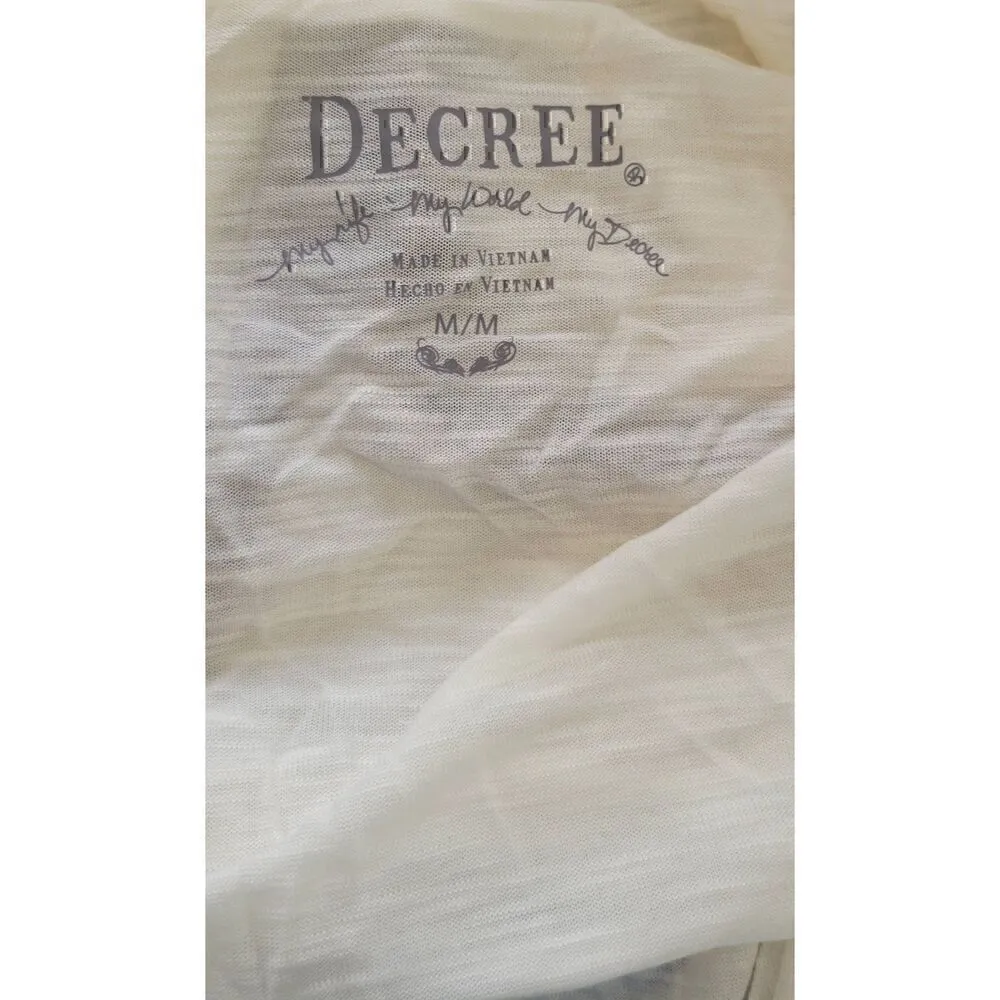 DECREE®
my life ~ my World ~ my Decree
MADE IN VIETNAM
HECHO EN VIETNAM
M/M